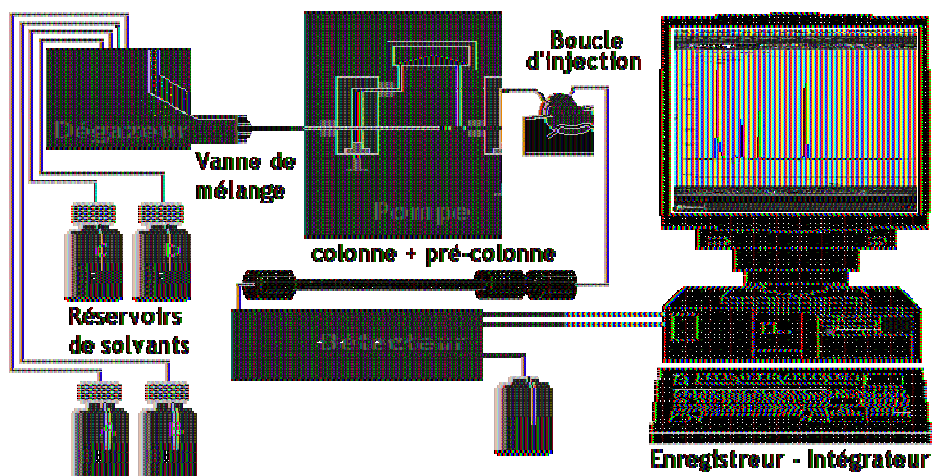 Boucle
d'injection
Dégazeur
Vanne de
mélange
Pompe
colonne + pré-colonne
Réservoirs
de solvants
Détecteur
Enregistreur - Intégrateur